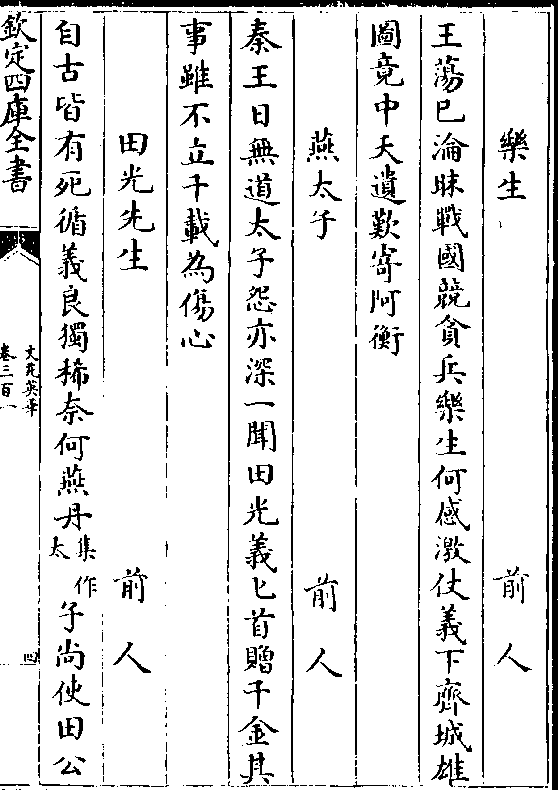 樂生 前人
王蕩已淪昧戰國競貪兵樂生何感激仗義下齊城雄
圖竟中天遺歎寄阿衡
燕太子 前人
秦王日無道太子怨亦深一聞田光義匕首贈千金其
事雖不立千載為傷心
田光先生 前人
自古皆有死循義良獨稀奈何燕丹集作太子尚使田公
欽定四庫全書
文苑英華
卷三百一
四